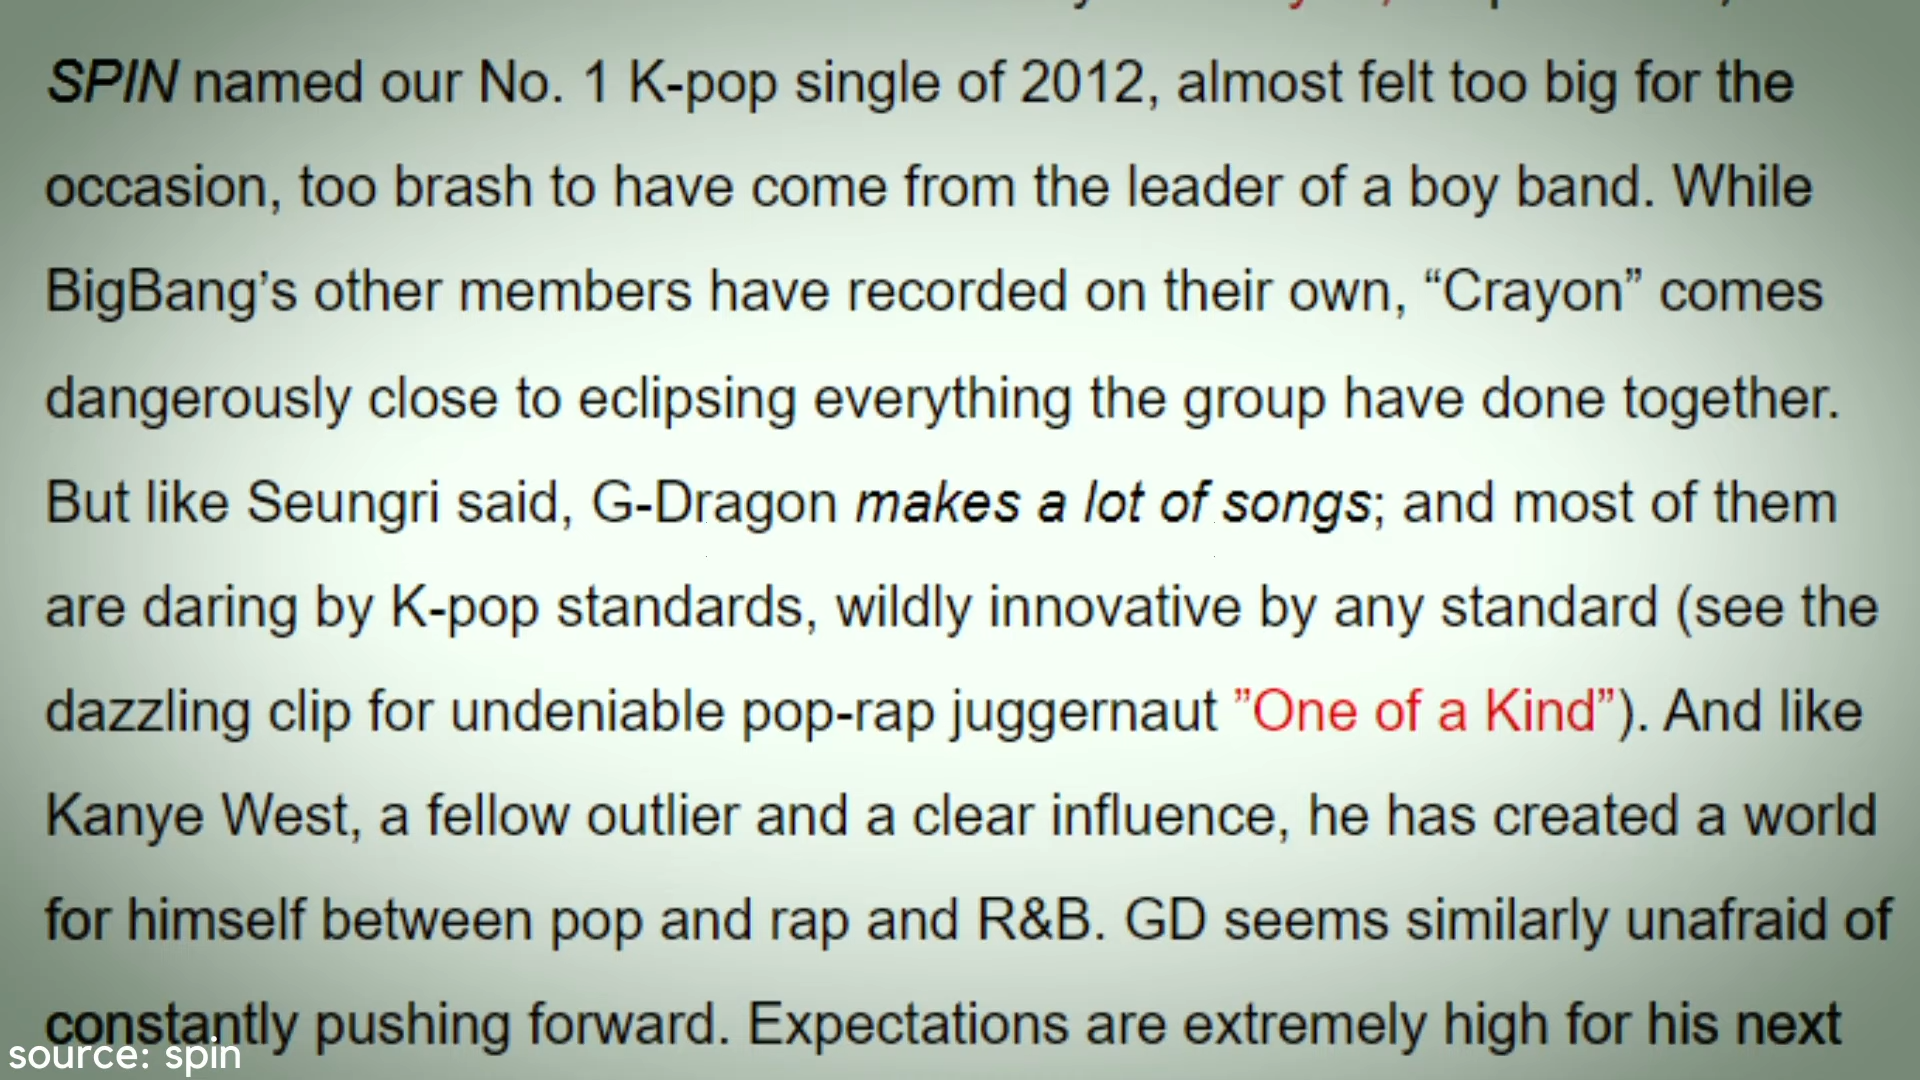 SPIN named our No. 1 K-pop single of 2012, almost felt too big for the
occasion, too brash to have come from the leader of a boy band. While
BigBang’s other members have recorded on their own, “Crayon” comes
dangerously close to eclipsing everything the group have done together.
But like Seungri said, G-Dragon makes a lot of songs; and most of them
are daring by K-pop standards, wildly innovative by any standard (see the
dazzling clip for undeniable pop-rap juggernaut ”One of a Kind”). And like
Kanye West, a fellow outlier and a clear influence, he has created a world
for himself between pop and rap and R&B. GD seems similarly unafraid of
constantly pushing forward. Expectations are extremely high for his next
source: spin